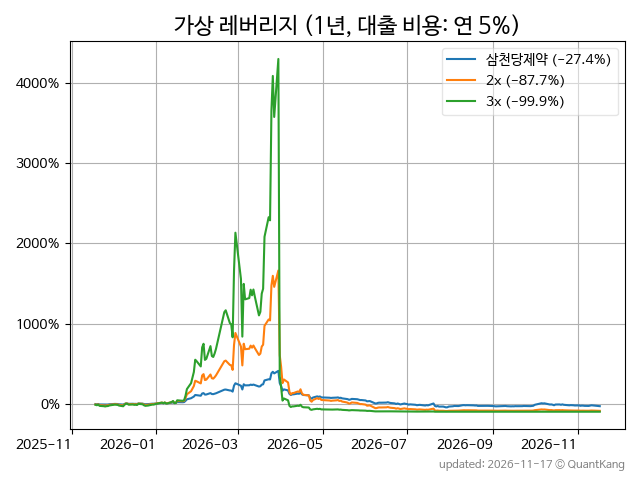 가상 레버리지 (1년, 대출 비용: 연 5%)
삼천당제약 (-27.4%)
2x (-87.7%)
3x (-99.9%)
4000%
3000%
2000%
1000%
0%
2025-11 2026-01 2026-03 2026-05 2026-07 2026-09 2026-11
updated: 2026-11-17 © QuantKang